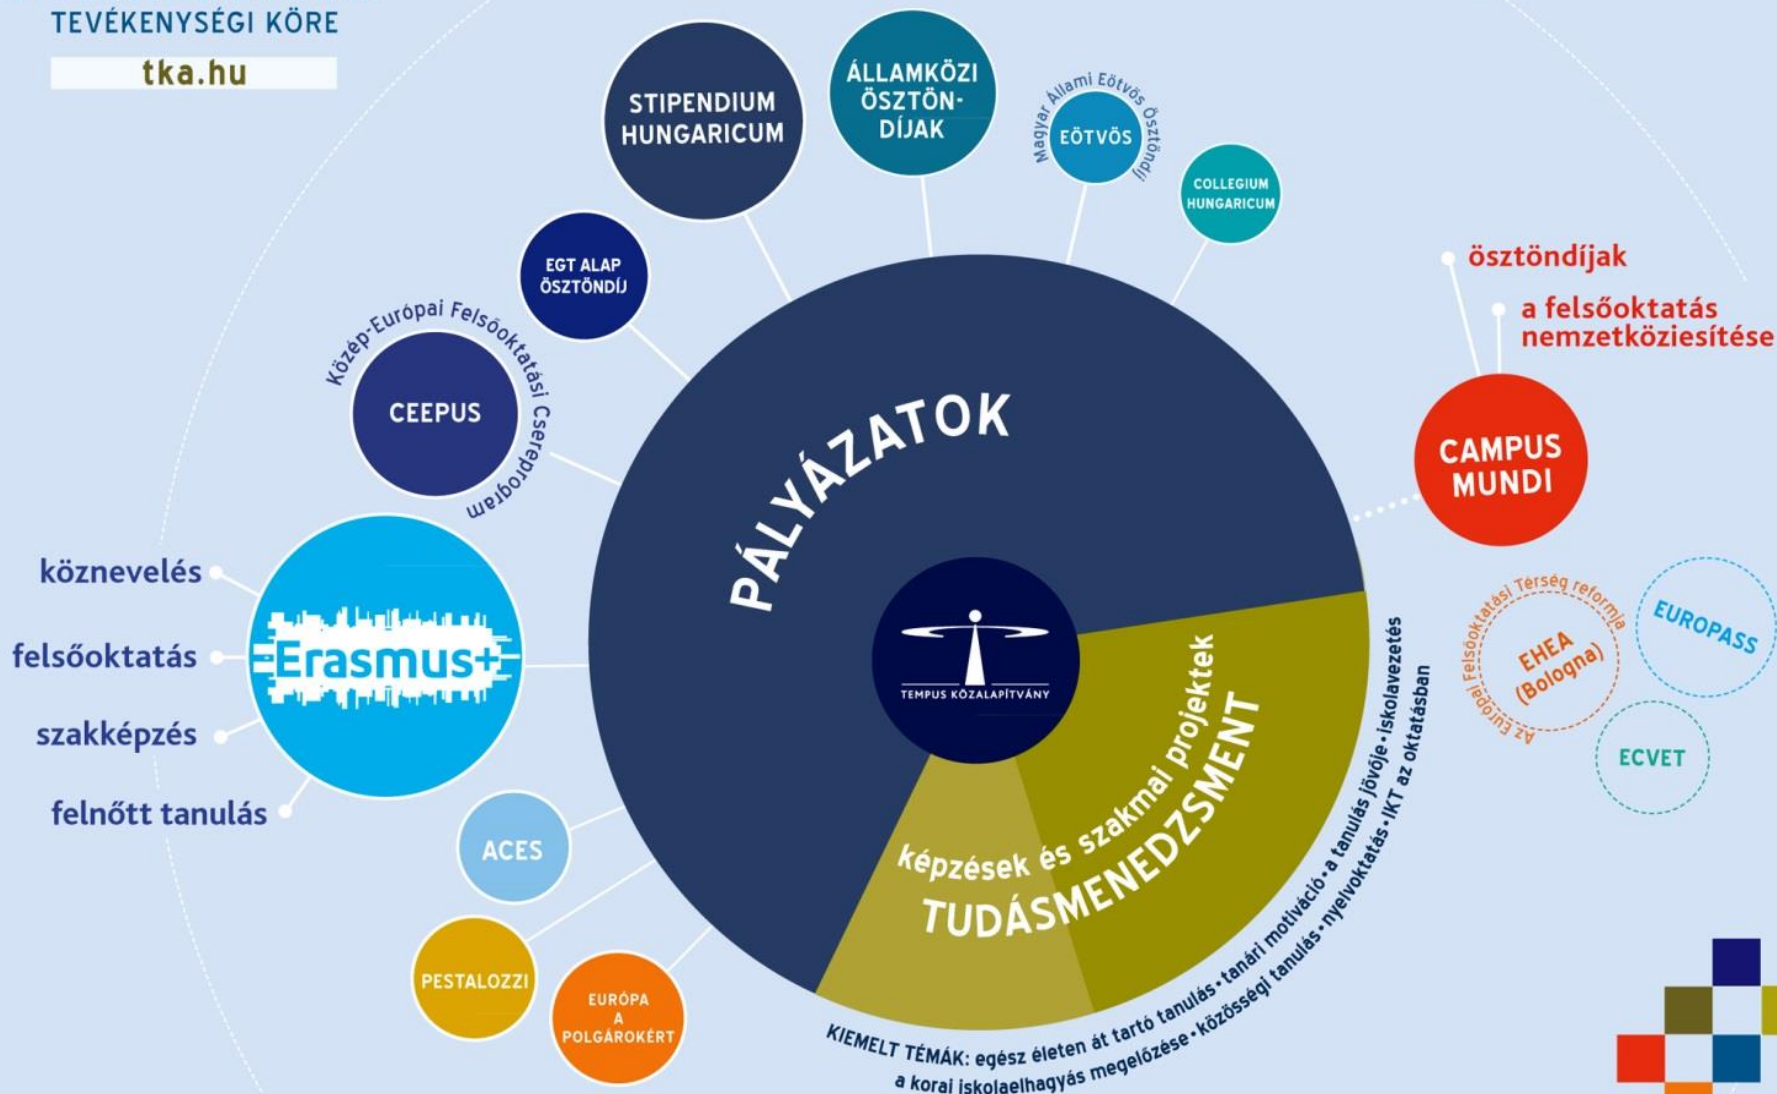 TEVÉKENYSÉGI KÖRE
tka.hu
STIPENDIUM
HUNGARICUM
ÁLLAMKÖZI
ÖSZTÖN-
DÍJAK
Magyar Állami Eötvös Ösztöndíj
EÖTVÖS
COLLEGIUM
HUNGARICUM
EGT ALAP
ÖSZTÖNDÍJ
Közép-Európai Felsőoktatási Csereprogram
CEEPUS
ösztöndíjak
a felsőoktatás
nemzetköziesítése
CAMPUS
MUNDI
PÁLYÁZATOK
köznevelés
felsőoktatás
szakképzés
felnőtt tanulás
Erasmus+
TEMPUS KÖZALAPÍTVÁNY
képzések és szakmai projektek
TUDÁSMENEDZSMENT
Az Európai Felsőoktatási Térség reformja
EHEA
(Bologna)
EUROPASS
ECVET
ACES
PESTALOZZI
EURÓPA
A
POLGÁROKÉRT
KIEMELT TÉMÁK: egész életen át tartó tanulás • tanári motiváció • a tanulás jövője • iskolavezetés
a korai iskolaelhagyás megelőzése • közösségi tanulás • nyelvoktatás • IKT az oktatásban